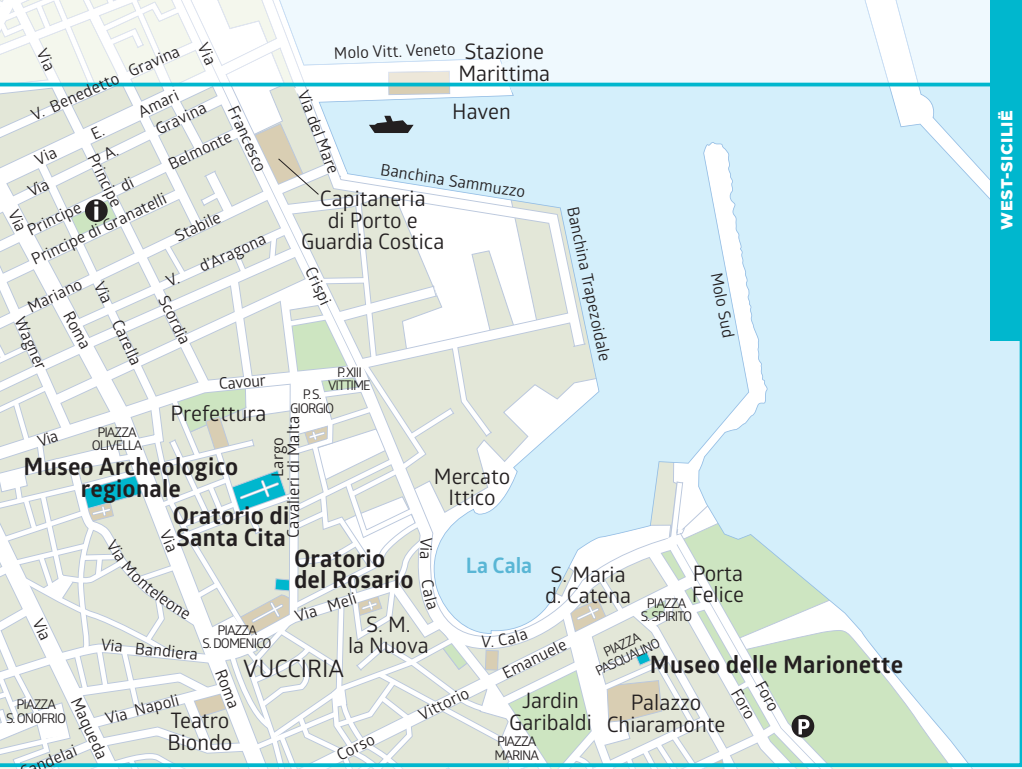 Molo Vitt. Veneto
Stazione
Marittima
Haven
WEST-SICILIË
Via
V. Benedetto Gravina
Via
Via E. Amari
Via A. Gravina
Principe di Belmonte
Principe di Granatelli
Principe
Via
Francesco
Crispi
Via del Mare
Banchina Sammuzzo
Capitaneria
di Porto e
Guardia Costica
Banchina Trapezoidale
Molo Sud
Mariano
Stabile
V. d'Aragona
Wagner
Via
Roma
Carella
Scordia
Via
Cavour
P.XIII
VITTIME
P.S.
GIORGIO
Prefettura
PIAZZA
OLIVELLA
Museo Archeologico
regionale
Largo
Cavalieri di Malta
Oratorio di
Santa Cita
Mercato
Ittico
Via
Via Monteleone
Oratorio
del Rosario
Via Cala
La Cala
S. Maria
d. Catena
Porta
Felice
PIAZZA
S. SPIRITO
Via
Via Meli
S. M.
la Nuova
V. Cala
PIAZZA
S. DOMENICO
Via Bandiera
VUCCIRIA
Emanuele
PIAZZA
PASQUALINO
Museo delle Marionette
PIAZZA
S. ONOFRIO
Maqueda
Via Napoli
Roma
Teatro
Biondo
Vittorio
Corso
Jardin
Garibaldi
PIAZZA
MARINA
Palazzo
Chiaramonte
Foro
Foro
P
i